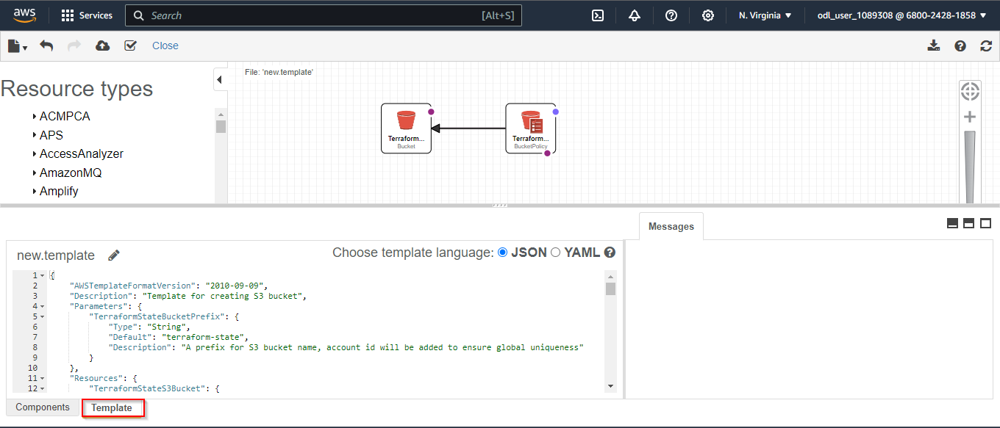 aws
Services
Search
[Alt+S]
N. Virginia
odl_user_1089308 @ 6800-2428-1858
Close
Resource types
ACMPCA
APS
AccessAnalyzer
AmazonMQ
Amplify
File: 'new.template'
Terraform...
Bucket
Terraform...
BucketPolicy
Messages
new.template
Choose template language: JSON YAML
1 {
2 "AWSTemplateFormatVersion": "2010-09-09",
3 "Description": "Template for creating S3 bucket",
4 "Parameters": {
5 "TerraformStateBucketPrefix": {
6 "Type": "String",
7 "Default": "terraform-state",
8 "Description": "A prefix for S3 bucket name, account id will be added to ensure global uniqueness"
9 }
10 },
11 "Resources": {
12 "TerraformStateS3Bucket": {
Components
Template